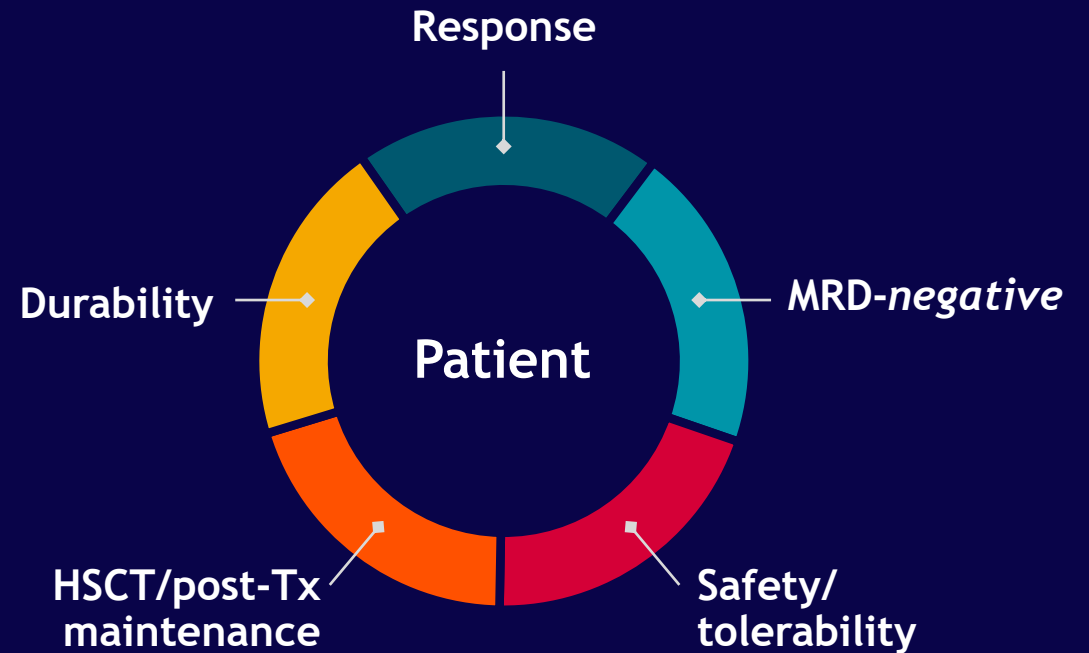 Response
Durability
MRD-negative
Patient
HSCT/post-Tx
maintenance
Safety/
tolerability